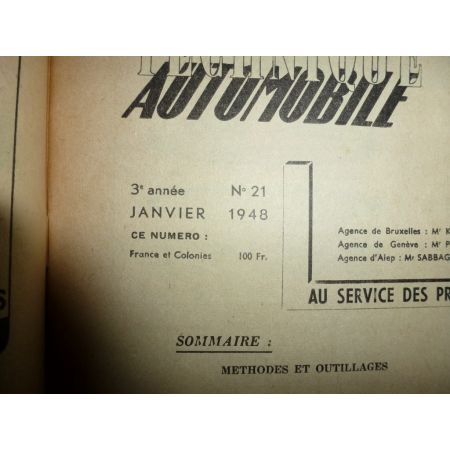 TECHNIQUE
AUTOMOBILE
3e année N° 21
JANVIER 1948
CE NUMERO :
France et Colonies 100 Fr.
Agence de Bruxelles : Mr
Agence de Genève : Mr
Agence d'Alep : Mr SABBAG
AU SERVICE DES PR
SOMMAIRE :
METHODES ET OUTILLAGES